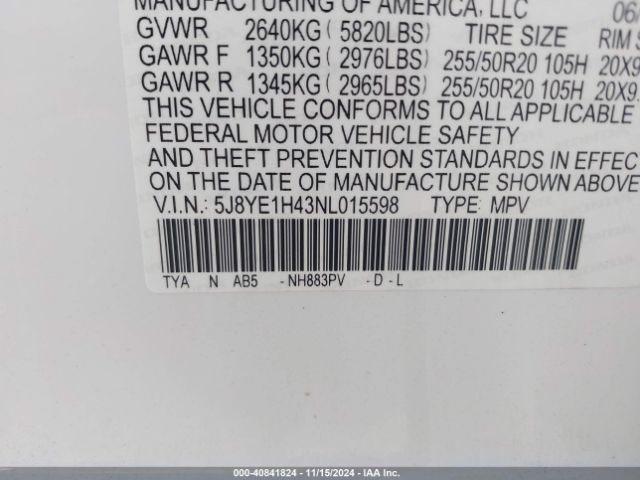 MANUFACTURING OF AMERICA, LLC 06/
GVWR 2640KG ( 5820LBS) TIRE SIZE RIM S
GAWR F 1350KG ( 2976LBS) 255/50R20 105H 20X9
GAWR R 1345KG ( 2965LBS) 255/50R20 105H 20X9.
THIS VEHICLE CONFORMS TO ALL APPLICABLE
FEDERAL MOTOR VEHICLE SAFETY
AND THEFT PREVENTION STANDARDS IN EFFEC
ON THE DATE OF MANUFACTURE SHOWN ABOVE
V.I.N.: 5J8YE1H43NL015598 TYPE: MPV
TYA N AB5 - NH883PV - D - L
000-40841824 - 11/15/2024 - IAA Inc.